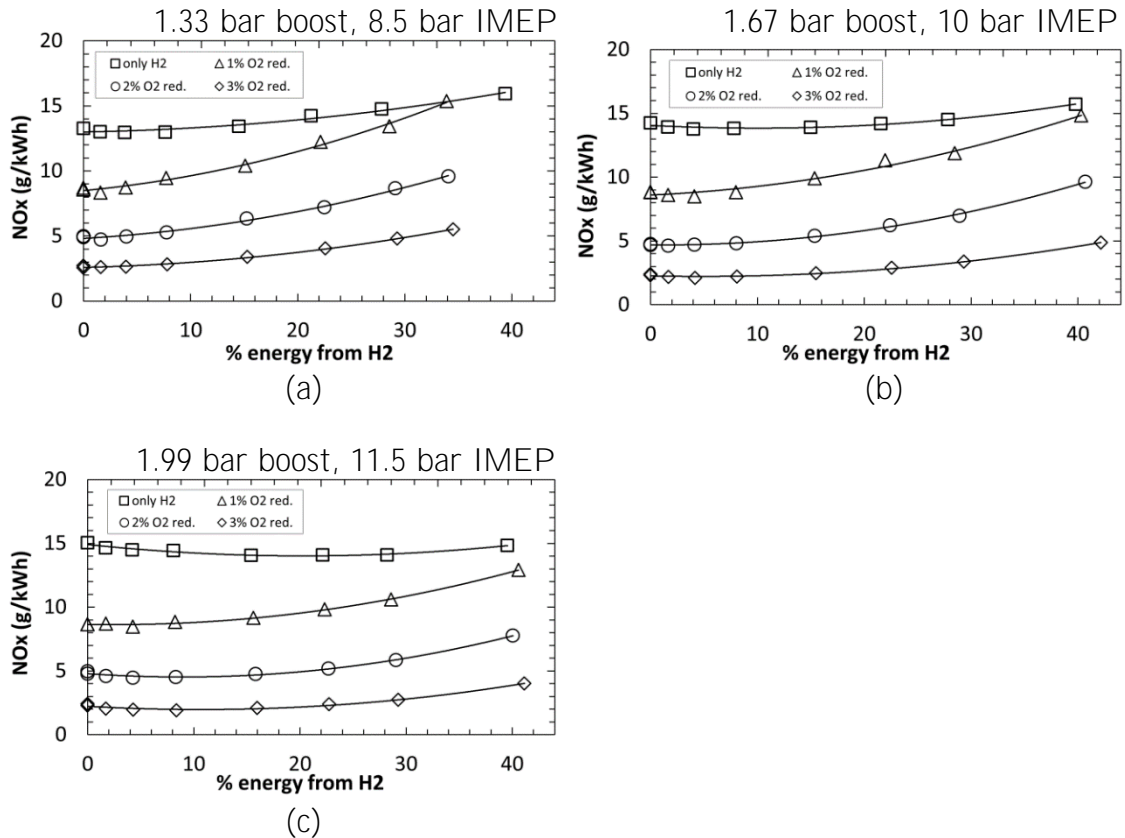 1.33 bar boost, 8.5 bar IMEP
20
15
10
5
0
NOx (g/kWh)
only H2
1% O2 red.
2% O2 red.
3% O2 red.
0 10 20 30 40
% energy from H2
(a)
1.67 bar boost, 10 bar IMEP
20
15
10
5
0
NOx (g/kWh)
only H2
1% O2 red.
2% O2 red.
3% O2 red.
0 10 20 30 40
% energy from H2
(b)
1.99 bar boost, 11.5 bar IMEP
20
15
10
5
0
NOx (g/kWh)
only H2
1% O2 red.
2% O2 red.
3% O2 red.
0 10 20 30 40
% energy from H2
(c)